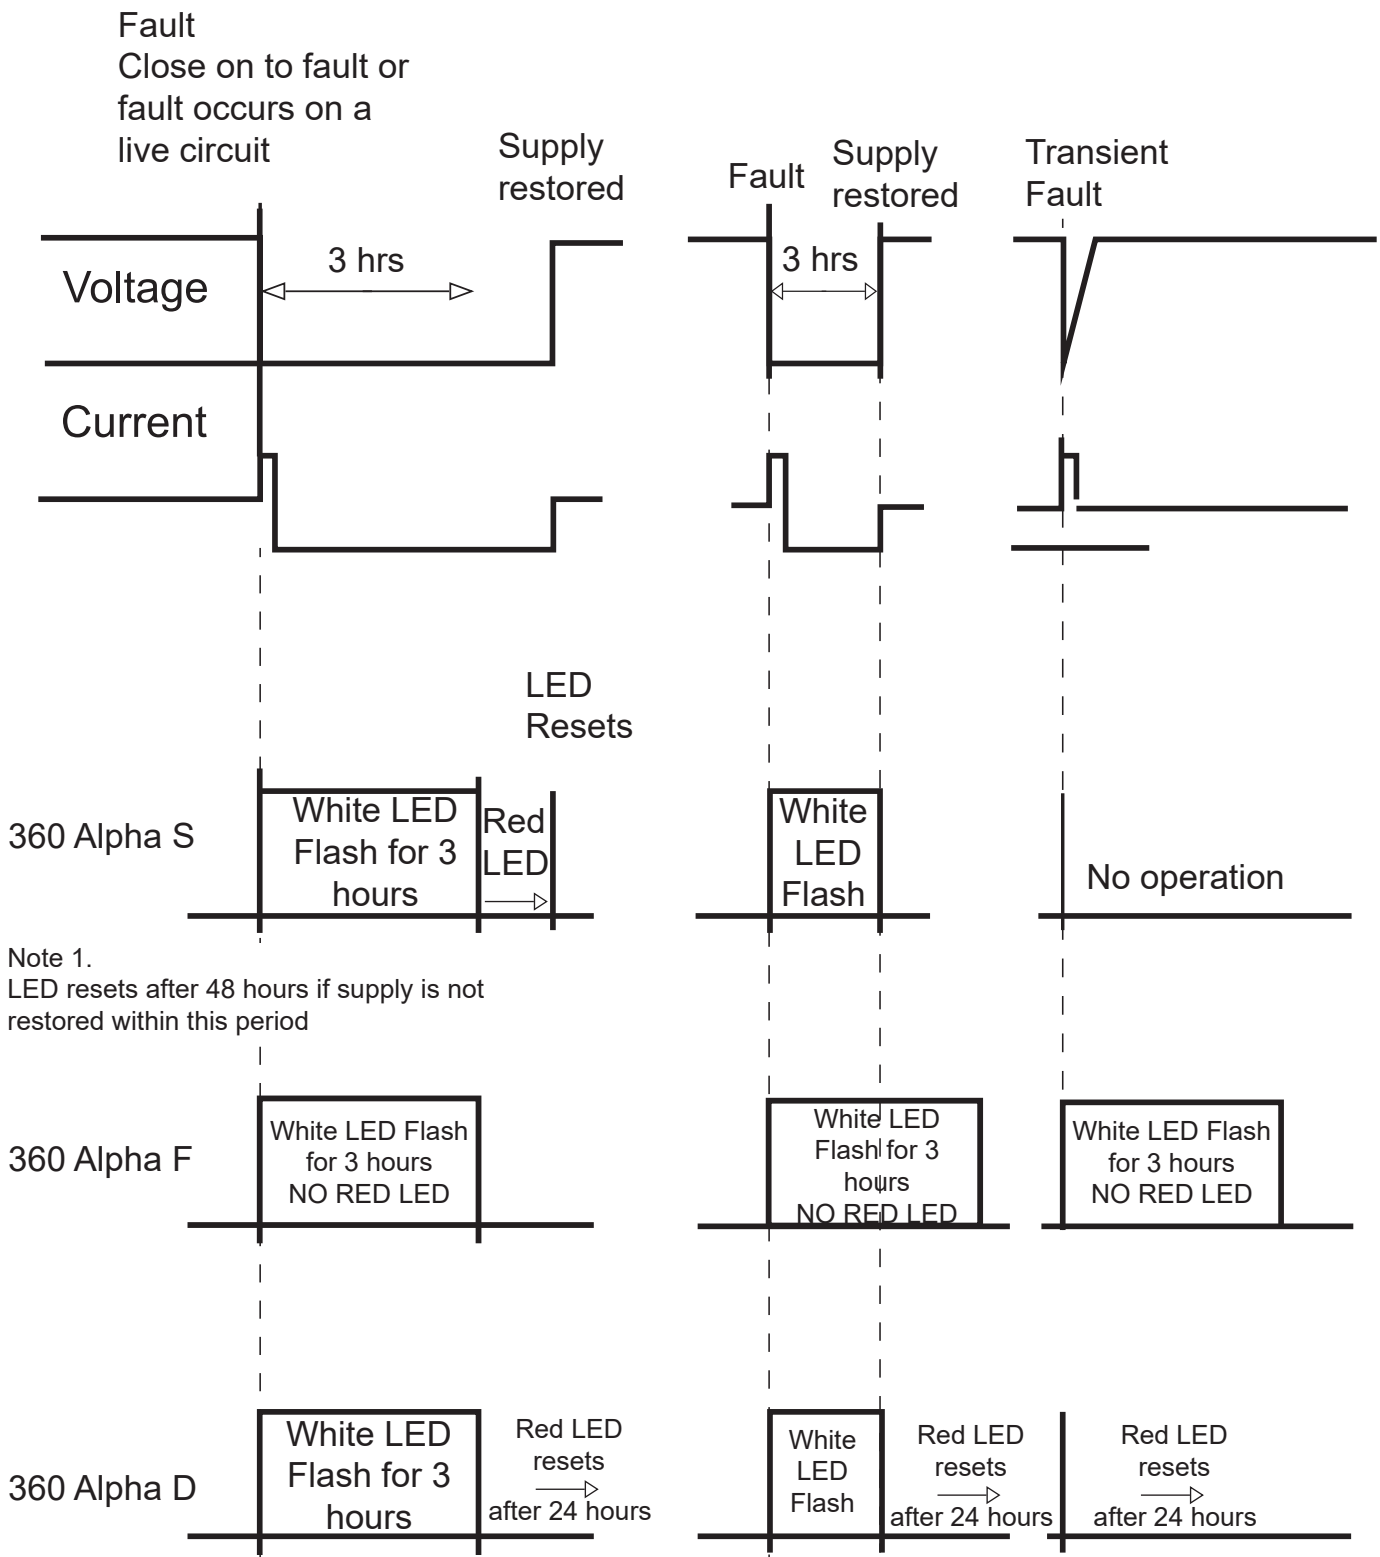 Fault
Close on to fault or
fault occurs on a
live circuit
Supply
restored
Fault
Supply
restored
Transient
Fault
3 hrs
3 hrs
Voltage
Current
LED
Resets
360 Alpha S
White LED
Flash for 3
hours
Red
LED
White
LED
Flash
No operation
Note 1.
LED resets after 48 hours if supply is not
restored within this period
360 Alpha F
White LED Flash
for 3 hours
NO RED LED
White LED
Flash for 3
hours
NO RED LED
White LED Flash
for 3 hours
NO RED LED
360 Alpha D
White LED
Flash for 3
hours
Red LED
resets
after 24 hours
White
LED
Flash
Red LED
resets
after 24 hours
Red LED
resets
after 24 hours